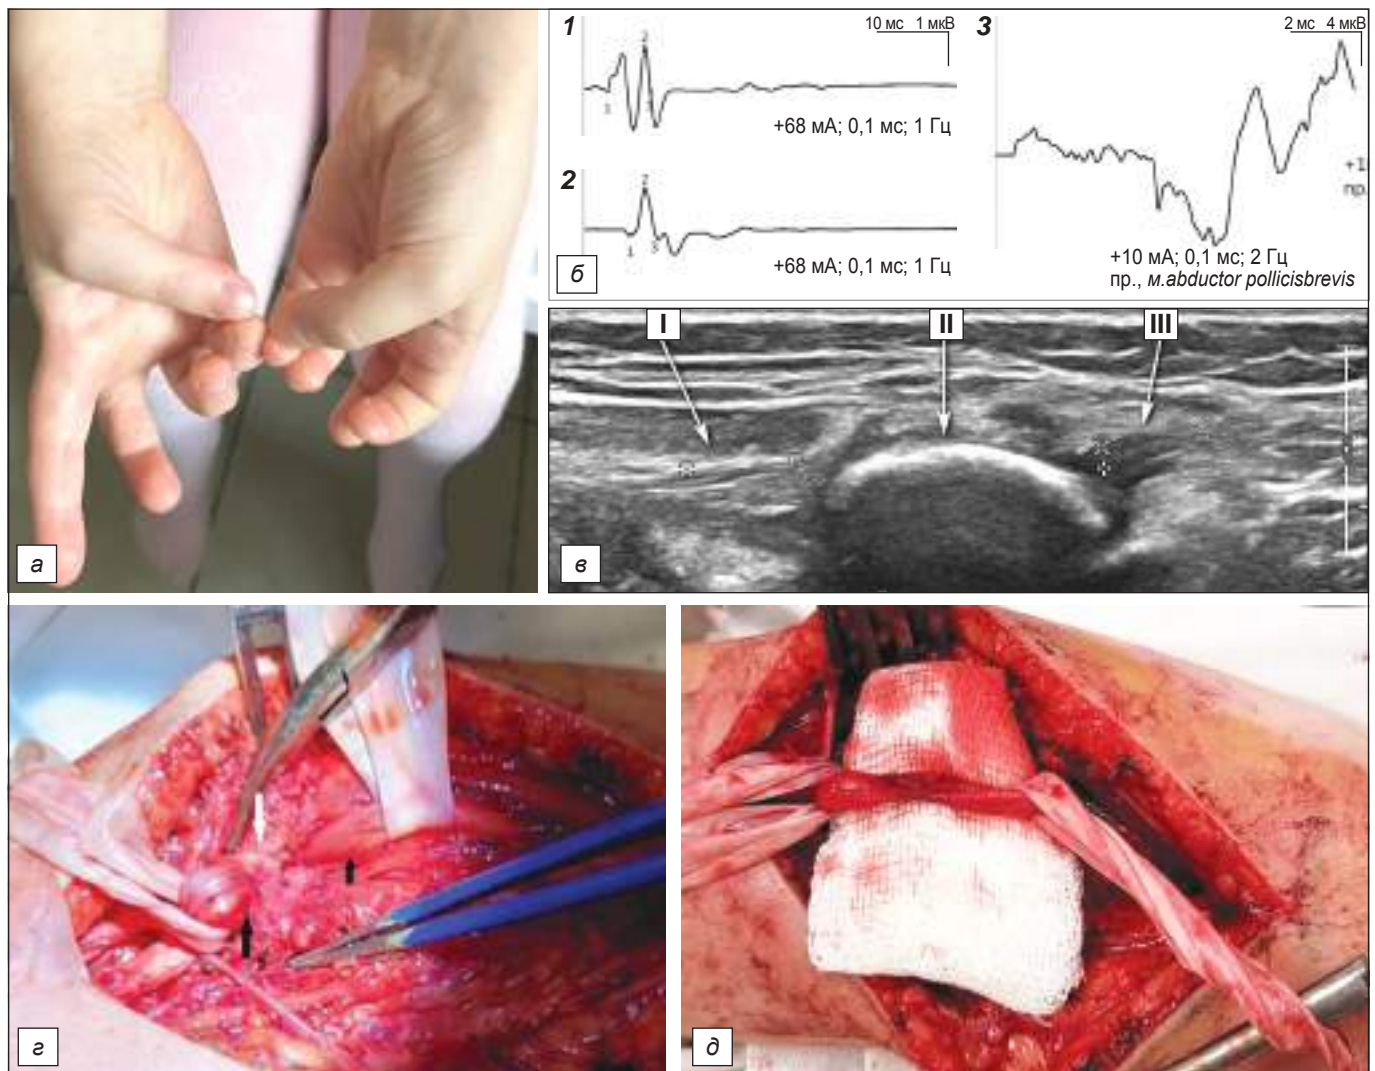 1
10 мс 1 мкВ
2
1
3
+68 мА; 0,1 мс; 1 Гц
2
2
1
3
+68 мА; 0,1 мс; 1 Гц
б
3
2 мс 4 мкВ
+1
пр.
+10 мА; 0,1 мс; 2 Гц
пр., м.abductor pollicisbrevis
а
I
II
III
в
г
д